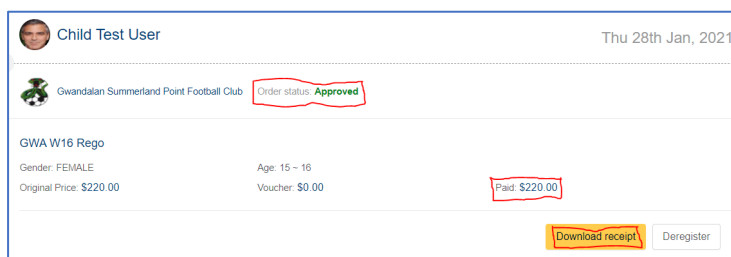 Child Test User
Thu 28th Jan, 2021
Gwandalan Summerland Point Football Club Order status: Approved
GWA W16 Rego
Gender: FEMALE Age: 15 ~ 16
Original Price: $220.00 Voucher: $0.00 Paid: $220.00
Download receipt Deregister